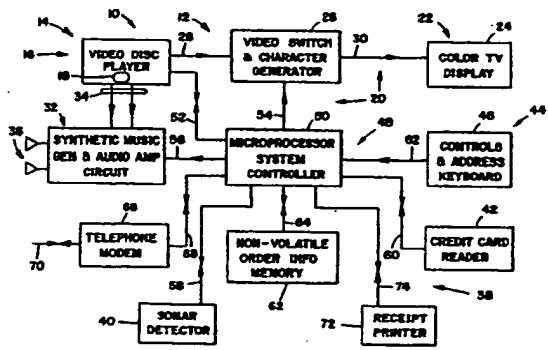 10
12
14
26
22
24
16
VIDEO DISC
PLAYER
18
28
VIDEO SWITCH
& CHARACTER
GENERATOR
30
COLOR TV
DISPLAY
34
20
32
52
54
50
48
46
44
36
SYNTHETIC MUSIC
GEN & AUDIO AMP
CIRCUIT
56
MICROPROCESSOR
SYSTEM
CONTROLLER
62
CONTROLS
& ADDRESS
KEYBOARD
66
64
42
TELEPHONE
MODEM
68
NON-VOLATILE
ORDER INFO
MEMORY
60
CREDIT CARD
READER
70
58
62
74
38
40
SONAR
DETECTOR
72
RECEIPT
PRINTER